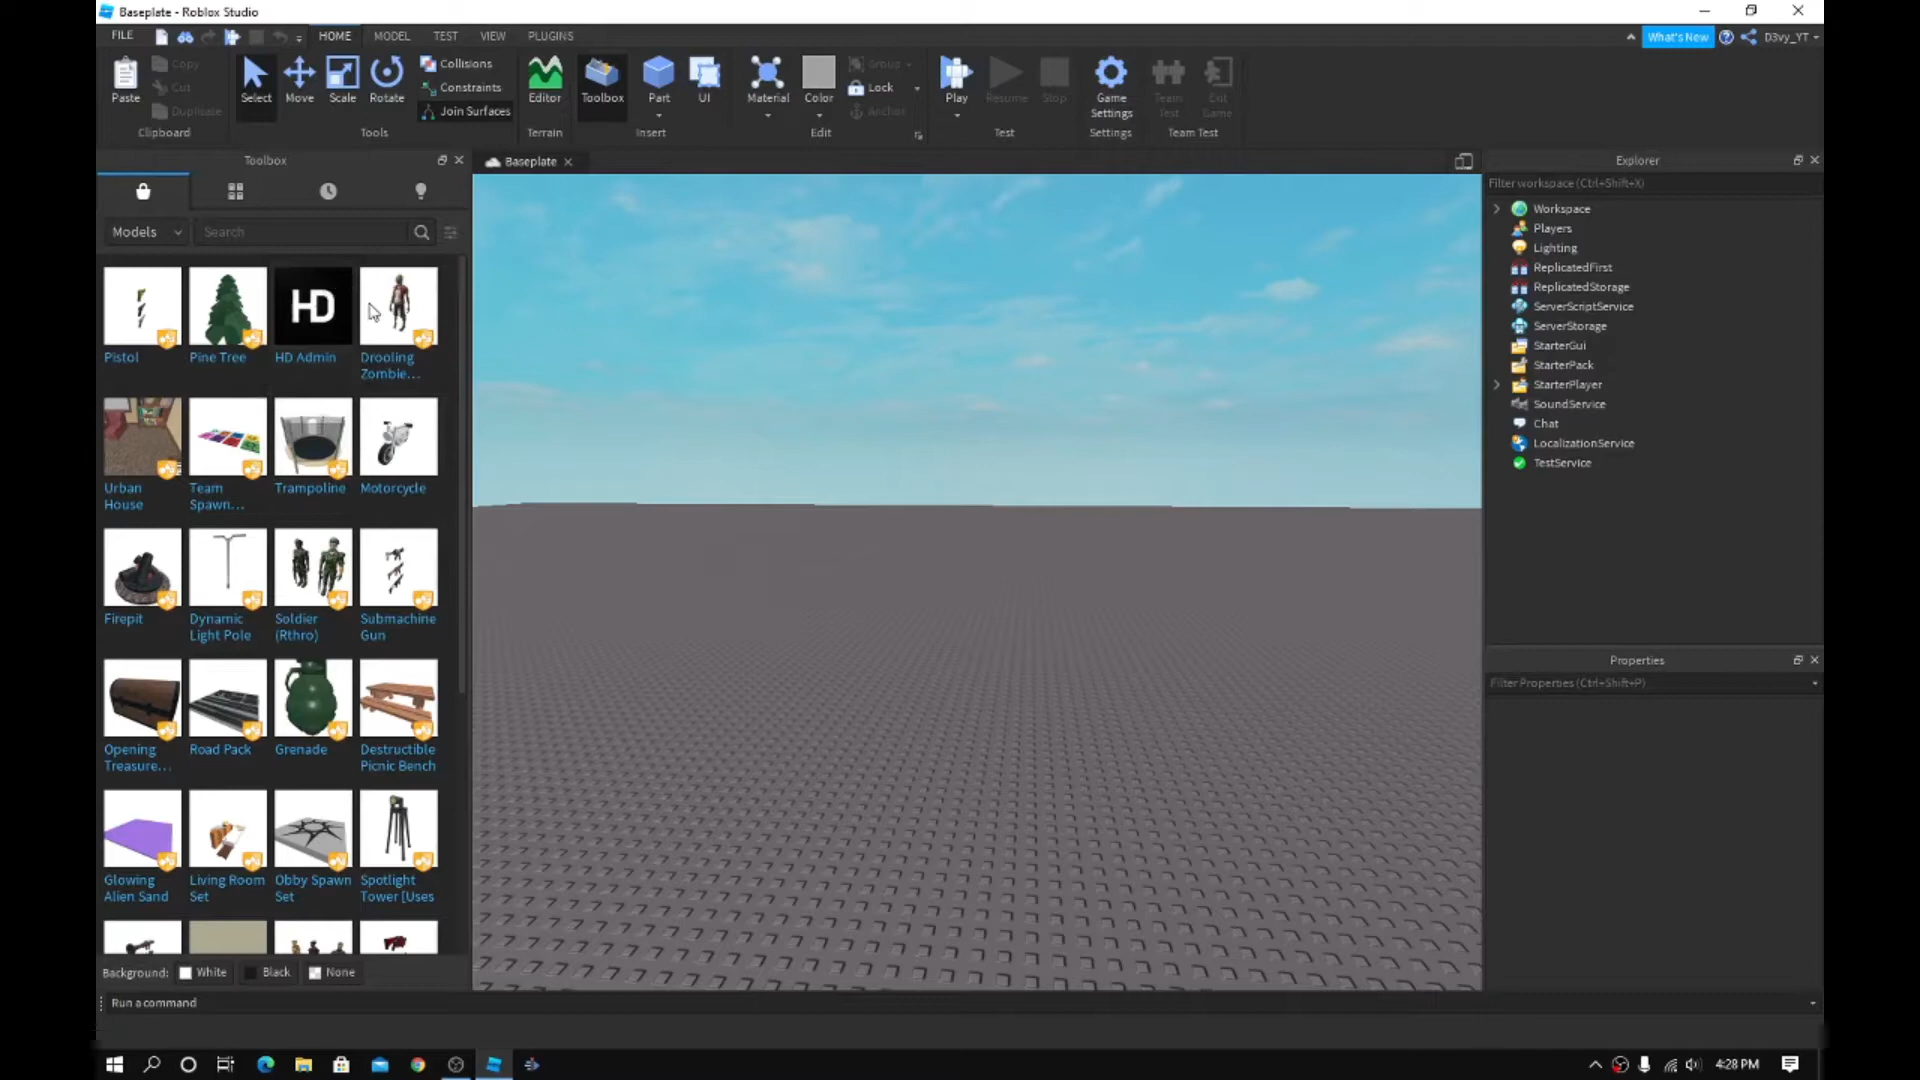 Baseplate - Roblox Studio
FILE HOME MODEL TEST VIEW PLUGINS What's New D3vy_YT
Paste Copy Cut Duplicate Select Move Scale Rotate Collisions Constraints Join Surfaces Editor Toolbox Part UI Material Color Group Lock Anchor Play Resume Stop Game Settings Team Test Exit Game
Clipboard Tools Terrain Insert Edit Test Settings Team Test
Toolbox
Models Search
Pistol Pine Tree HD Admin Drooling Zombie...
HD
Urban House Team Spawn... Trampoline Motorcycle
Firepit Dynamic Light Pole Soldier (Rthro) Submachine Gun
Opening Treasure... Road Pack Grenade Destructible Picnic Bench
Glowing Alien Sand Living Room Set Obby Spawn Set Spotlight Tower [Uses
Background: White Black None
Run a command
Baseplate
Explorer
Filter workspace (Ctrl+Shift+X)
Workspace
Players
Lighting
ReplicatedFirst
ReplicatedStorage
ServerScriptService
ServerStorage
StarterGui
StarterPack
StarterPlayer
SoundService
Chat
LocalizationService
TestService
Properties
Filter Properties (Ctrl+Shift+P)
4:28 PM